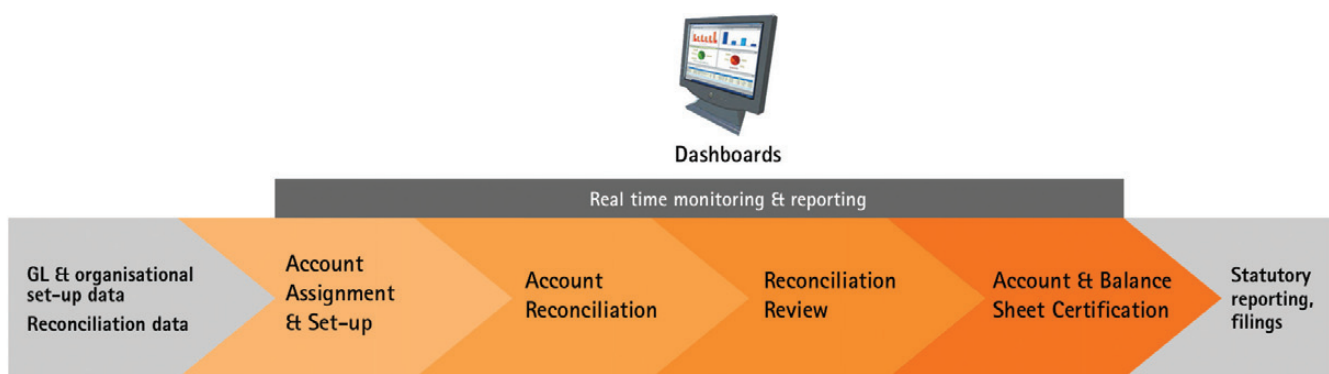 Dashboards
Real time monitoring & reporting
GL & organisational
set-up data
Reconciliation data
Account
Assignment
& Set-up
Account
Reconciliation
Reconciliation
Review
Account & Balance
Sheet Certification
Statutory
reporting,
filings